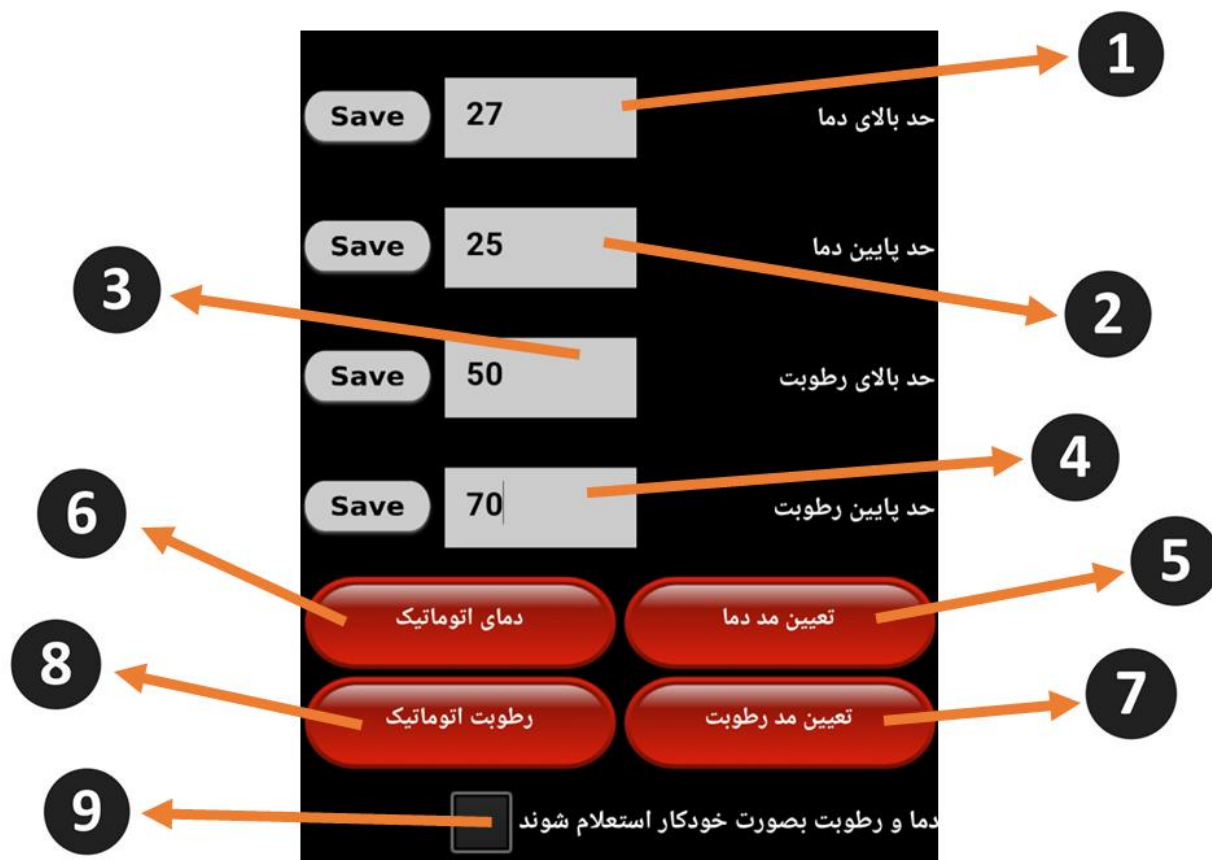 1
حد بالای دما 27 Save
حد پایین دما 25 Save
2
3
حد بالای رطوبت 50 Save
4
حد پایین رطوبت 70 Save
5
6
تعیین مد دما دمای اتوماتیک
7
8
تعیین مد رطوبت رطوبت اتوماتیک
9
دما و رطوبت بصورت خودکار استعلام شوند